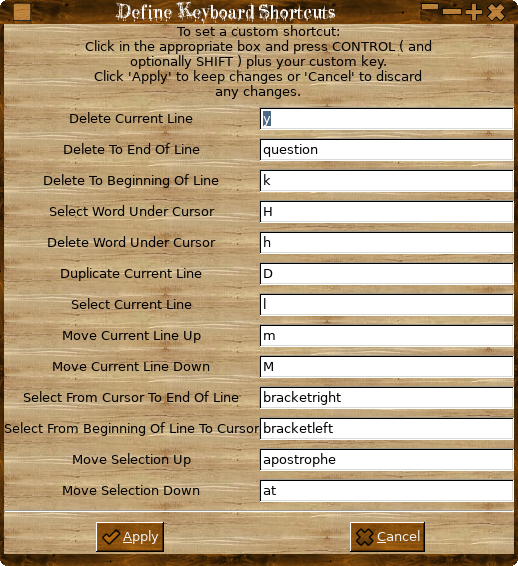 Define Keyboard Shortcuts
To set a custom shortcut:
Click in the appropriate box and press CONTROL ( and
optionally SHIFT ) plus your custom key.
Click 'Apply' to keep changes or 'Cancel' to discard
any changes.
Delete Current Line y
Delete To End Of Line question
Delete To Beginning Of Line k
Select Word Under Cursor H
Delete Word Under Cursor h
Duplicate Current Line D
Select Current Line l
Move Current Line Up m
Move Current Line Down M
Select From Cursor To End Of Line bracketright
Select From Beginning Of Line To Cursor bracketleft
Move Selection Up apostrophe
Move Selection Down at
Apply Cancel